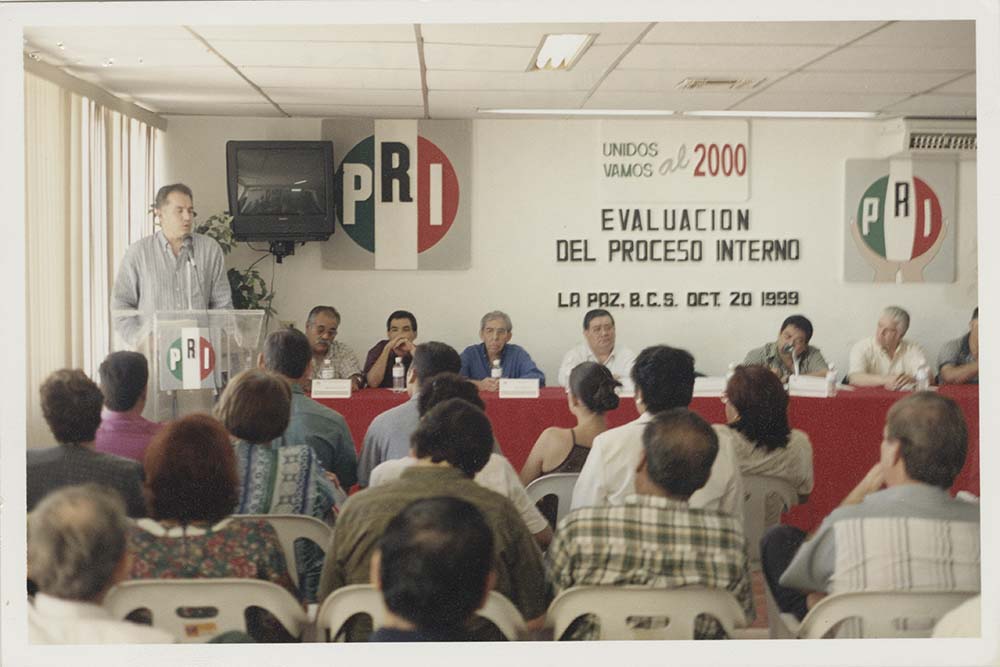 PRI
UNIDOS
VAMOS al 2000
EVALUACION
DEL PROCESO INTERNO
LA PAZ, B.C.S. OCT. 20 1999
PRI
PRI